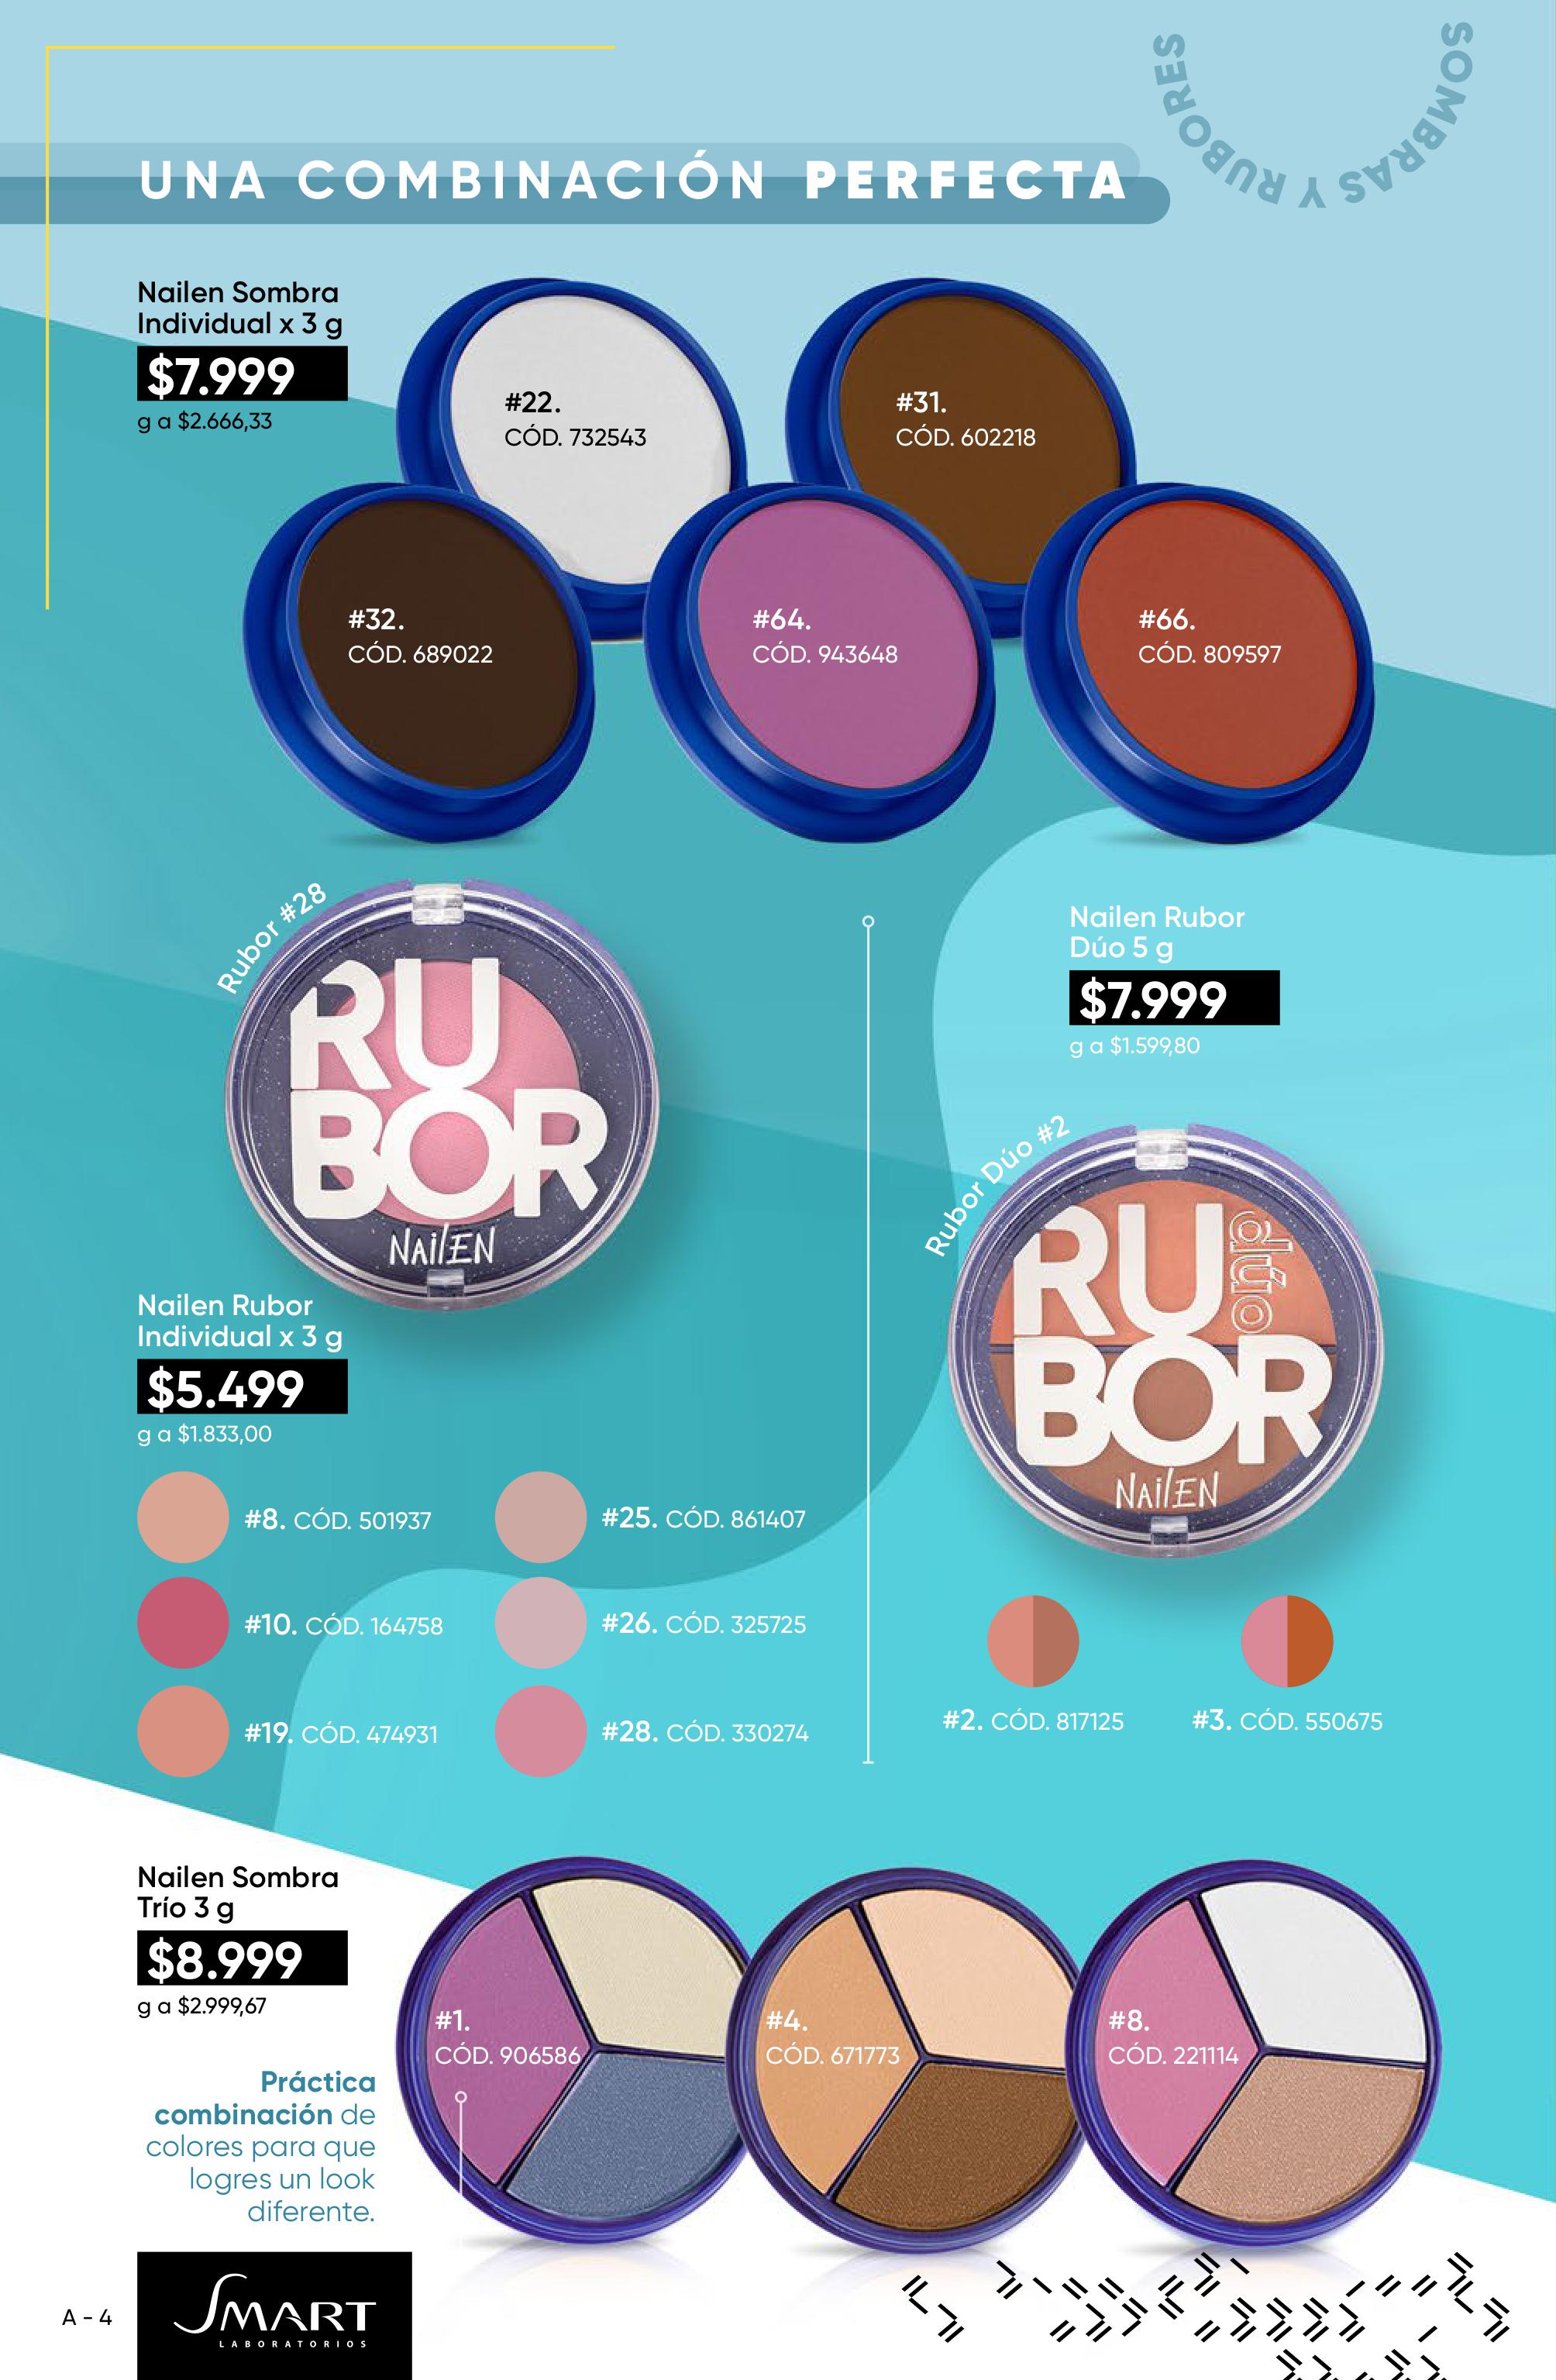 SOMBRAS Y RUBORES
UNA COMBINACIÓN PERFECTA
Nailen Sombra
Individual x 3 g
$7.999
g a $2.666,33
#22.
CÓD. 732543
#31.
CÓD. 602218
#32.
CÓD. 689022
#64.
CÓD. 943648
#66.
CÓD. 809597
Rubor #28
RU
BOR
NAILEN
Nailen Rubor
Individual x 3 g
$5.499
g a $1.833,00
#8. CÓD. 501937
#25. CÓD. 861407
#10. CÓD. 164758
#26. CÓD. 325725
#19. CÓD. 474931
#28. CÓD. 330274
Nailen Rubor
Dúo 5 g
$7.999
g a $1.599,80
Rubor Dúo #2
RU
dúo
BOR
NAILEN
#2. CÓD. 817125
#3. CÓD. 550675
Nailen Sombra
Trío 3 g
$8.999
g a $2.999,67
#1.
CÓD. 906586
#4.
CÓD. 671773
#8.
CÓD. 221114
Práctica
combinación de
colores para que
logres un look
diferente.
A - 4
SMART
LABORATORIOS